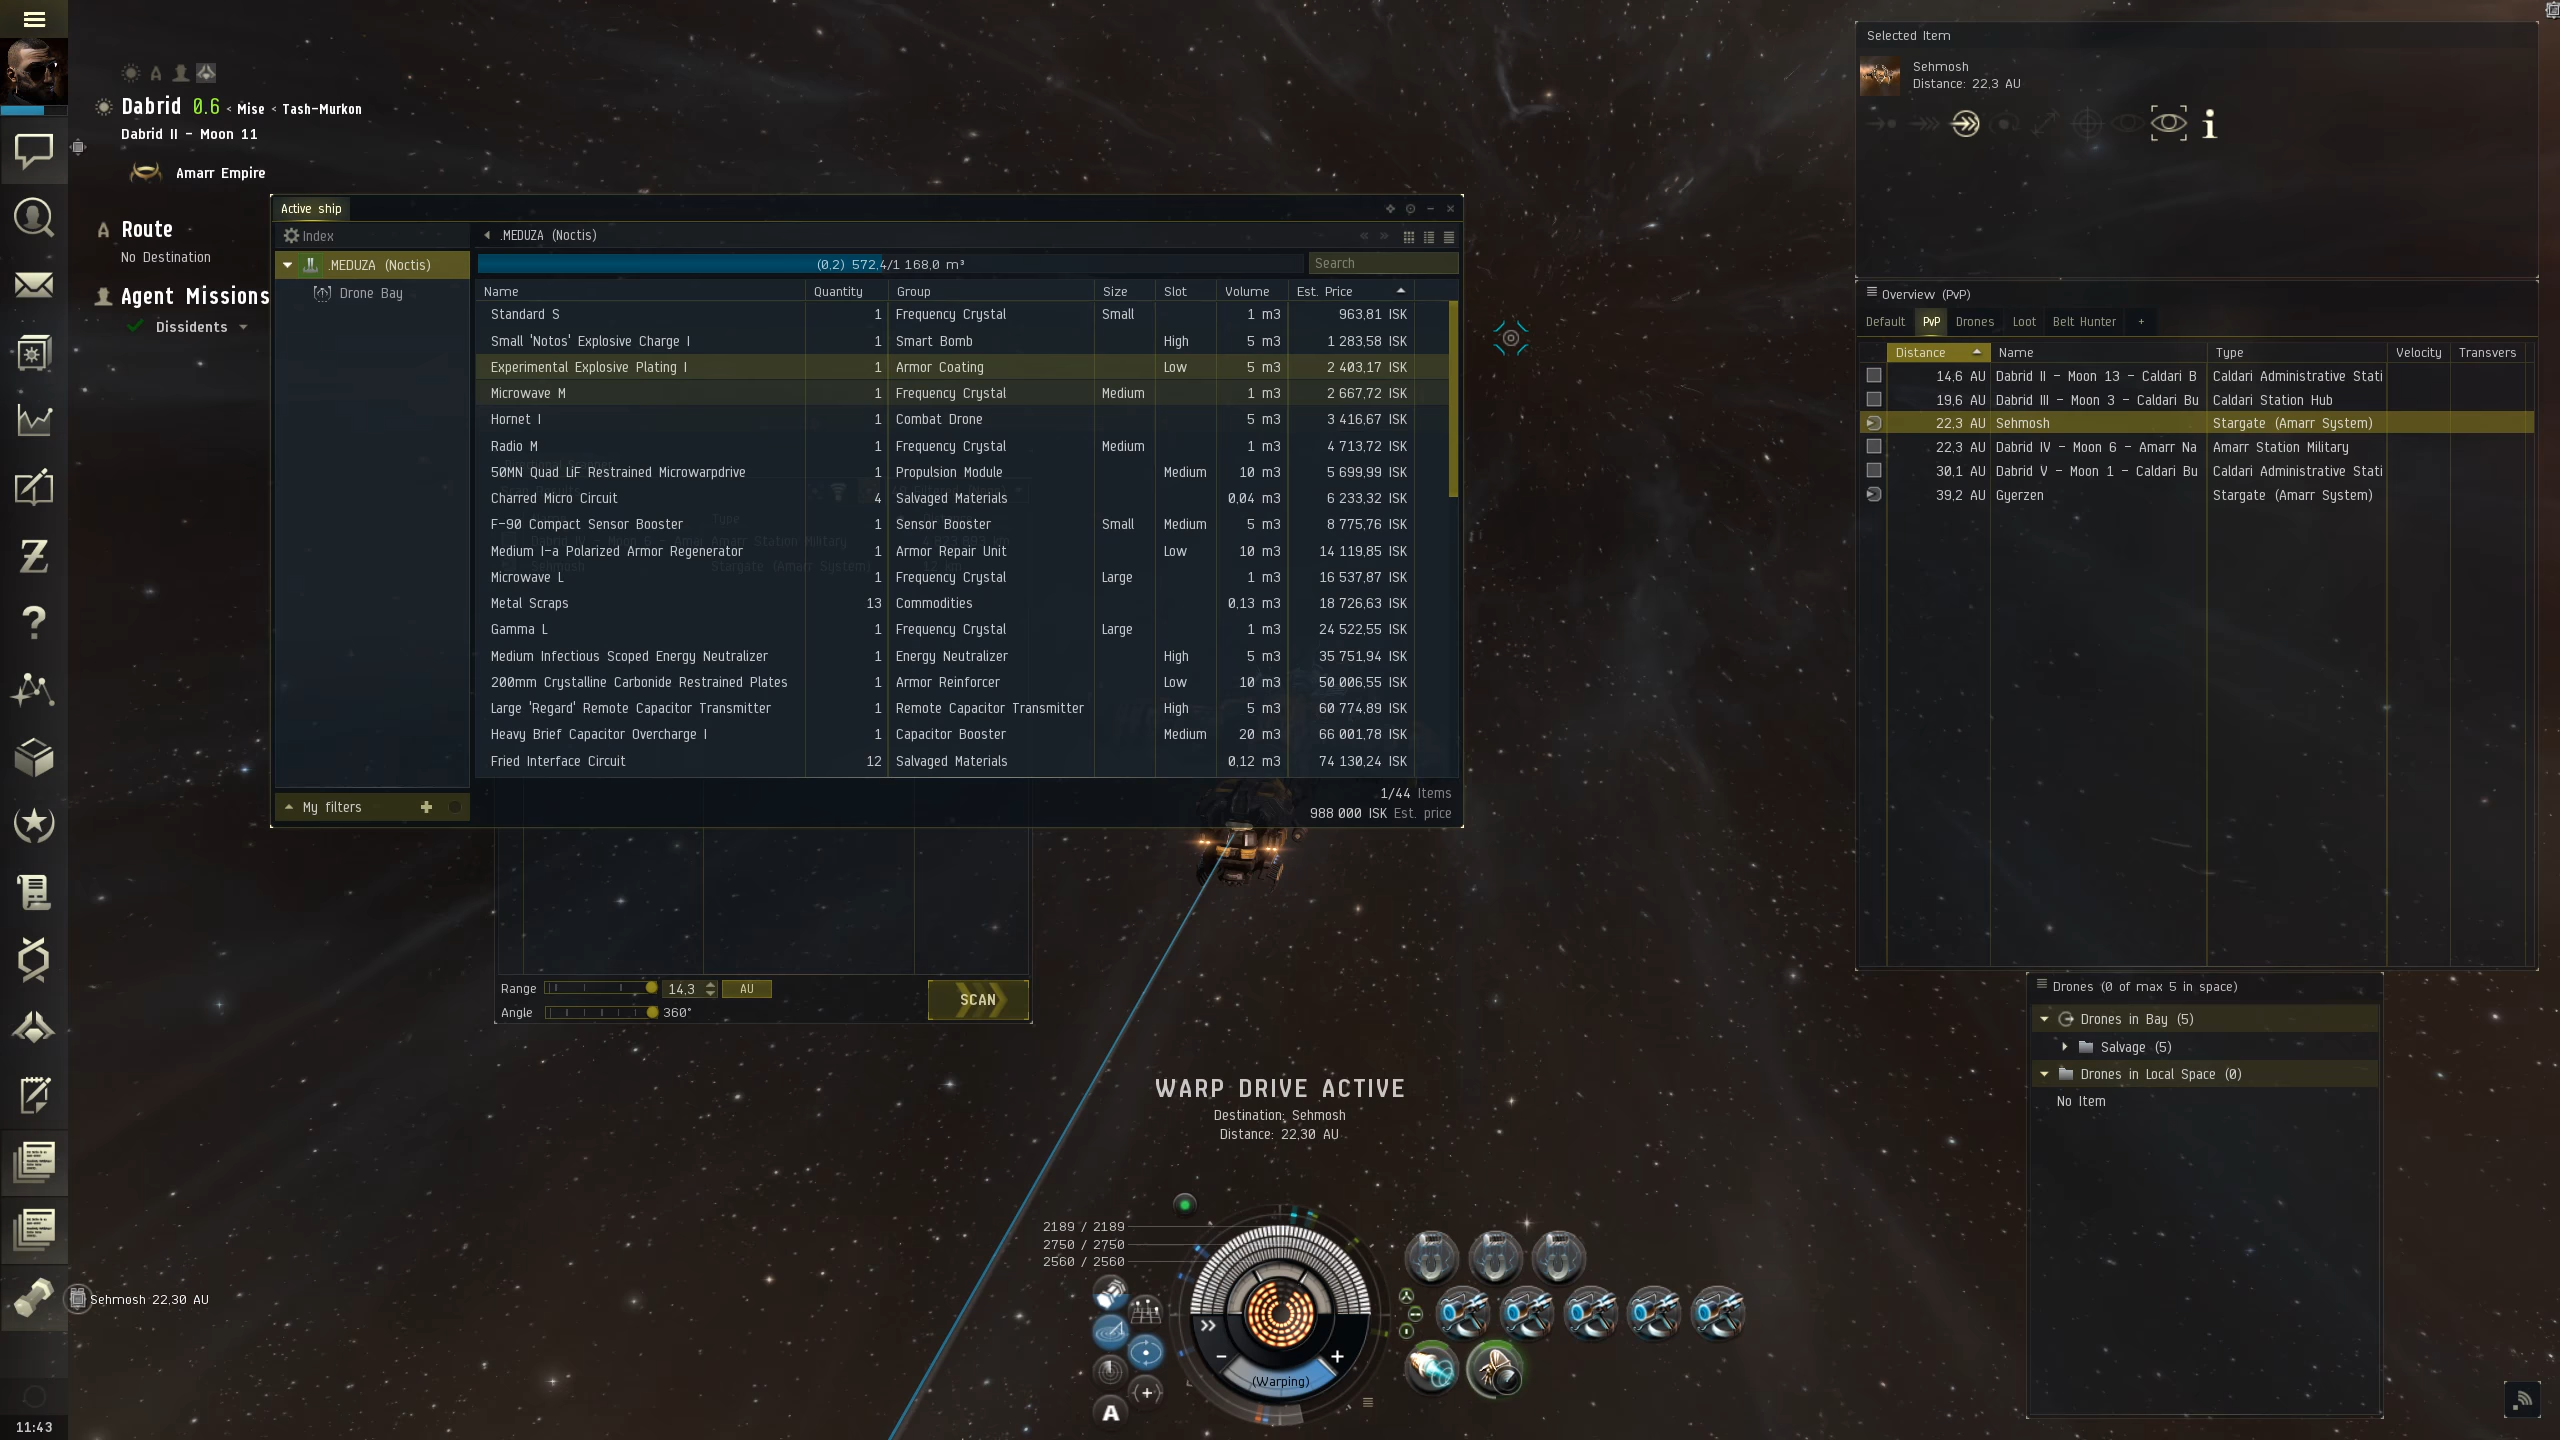 Dabrid 0.6 < Mise < Tash-Murkon
Dabrid II - Moon 11
Amarr Empire
Route
No Destination
Agent Missions
Dissidents
Active ship
Index
.MEDUZA (Noctis)
Drone Bay
My filters
.MEDUZA (Noctis)
(0,2) 572,4/1 168,0 m³
Search
Name Quantity Group Size Slot Volume Est. Price
Standard S 1 Frequency Crystal Small 1 m3 963,81 ISK
Small 'Notos' Explosive Charge I 1 Smart Bomb High 5 m3 1 283,58 ISK
Experimental Explosive Plating I 1 Armor Coating Low 5 m3 2 403,17 ISK
Microwave M 1 Frequency Crystal Medium 1 m3 2 667,72 ISK
Hornet I 1 Combat Drone 5 m3 3 416,67 ISK
Radio M 1 Frequency Crystal Medium 1 m3 4 713,72 ISK
50MN Quad LiF Restrained Microwarpdrive 1 Propulsion Module Medium 10 m3 5 699,99 ISK
Charred Micro Circuit 4 Salvaged Materials 0,04 m3 6 233,32 ISK
F-90 Compact Sensor Booster 1 Sensor Booster Small Medium 5 m3 8 775,76 ISK
Medium I-a Polarized Armor Regenerator 1 Armor Repair Unit Low 10 m3 14 119,85 ISK
Microwave L 1 Frequency Crystal Large 1 m3 16 537,87 ISK
Metal Scraps 13 Commodities 0,13 m3 18 726,63 ISK
Gamma L 1 Frequency Crystal Large 1 m3 24 522,55 ISK
Medium Infectious Scoped Energy Neutralizer 1 Energy Neutralizer High 5 m3 35 751,94 ISK
200mm Crystalline Carbonide Restrained Plates 1 Armor Reinforcer Low 10 m3 50 006,55 ISK
Large 'Regard' Remote Capacitor Transmitter 1 Remote Capacitor Transmitter High 5 m3 60 774,89 ISK
Heavy Brief Capacitor Overcharge I 1 Capacitor Booster Medium 20 m3 66 001,78 ISK
Fried Interface Circuit 12 Salvaged Materials 0,12 m3 74 130,24 ISK
1/44 Items
988 000 ISK Est. price
Range 14,3 AU
Angle 360°
SCAN
WARP DRIVE ACTIVE
Destination: Sehmosh
Distance: 22,30 AU
2189 / 2189
2750 / 2750
2560 / 2560
(Warping)
Sehmosh 22,30 AU
11:43
Selected Item
Sehmosh
Distance: 22,3 AU
Overview (PvP)
Default PvP Drones Loot Belt Hunter +
Distance Name Type Velocity Transvers
14,6 AU Dabrid II - Moon 13 - Caldari B Caldari Administrative Stati
19,6 AU Dabrid III - Moon 3 - Caldari Bu Caldari Station Hub
22,3 AU Sehmosh Stargate (Amarr System)
22,3 AU Dabrid IV - Moon 6 - Amarr Na Amarr Station Military
30,1 AU Dabrid V - Moon 1 - Caldari Bu Caldari Administrative Stati
39,2 AU Gyerzen Stargate (Amarr System)
Drones (0 of max 5 in space)
Drones in Bay (5)
Salvage (5)
Drones in Local Space (0)
No Item